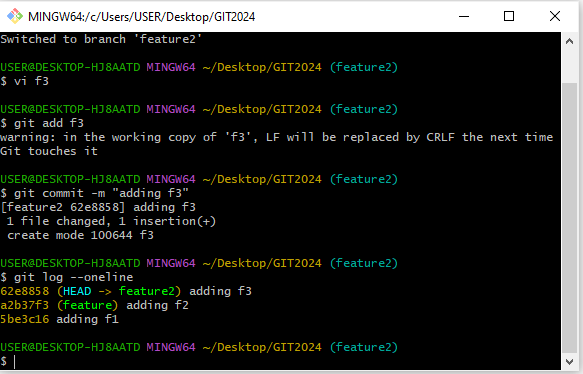 MINGW64:/c/Users/USER/Desktop/GIT2024
Switched to branch 'feature2'
USER@DESKTOP-HJ8AATD MINGW64 ~/Desktop/GIT2024 (feature2)
$ vi f3
USER@DESKTOP-HJ8AATD MINGW64 ~/Desktop/GIT2024 (feature2)
$ git add f3
warning: in the working copy of 'f3', LF will be replaced by CRLF the next time
Git touches it
USER@DESKTOP-HJ8AATD MINGW64 ~/Desktop/GIT2024 (feature2)
$ git commit -m "adding f3"
[feature2 62e8858] adding f3
 1 file changed, 1 insertion(+)
 create mode 100644 f3
USER@DESKTOP-HJ8AATD MINGW64 ~/Desktop/GIT2024 (feature2)
$ git log --oneline
62e8858 (HEAD -> feature2) adding f3
a2b37f3 (feature) adding f2
5be3c16 adding f1
USER@DESKTOP-HJ8AATD MINGW64 ~/Desktop/GIT2024 (feature2)
$